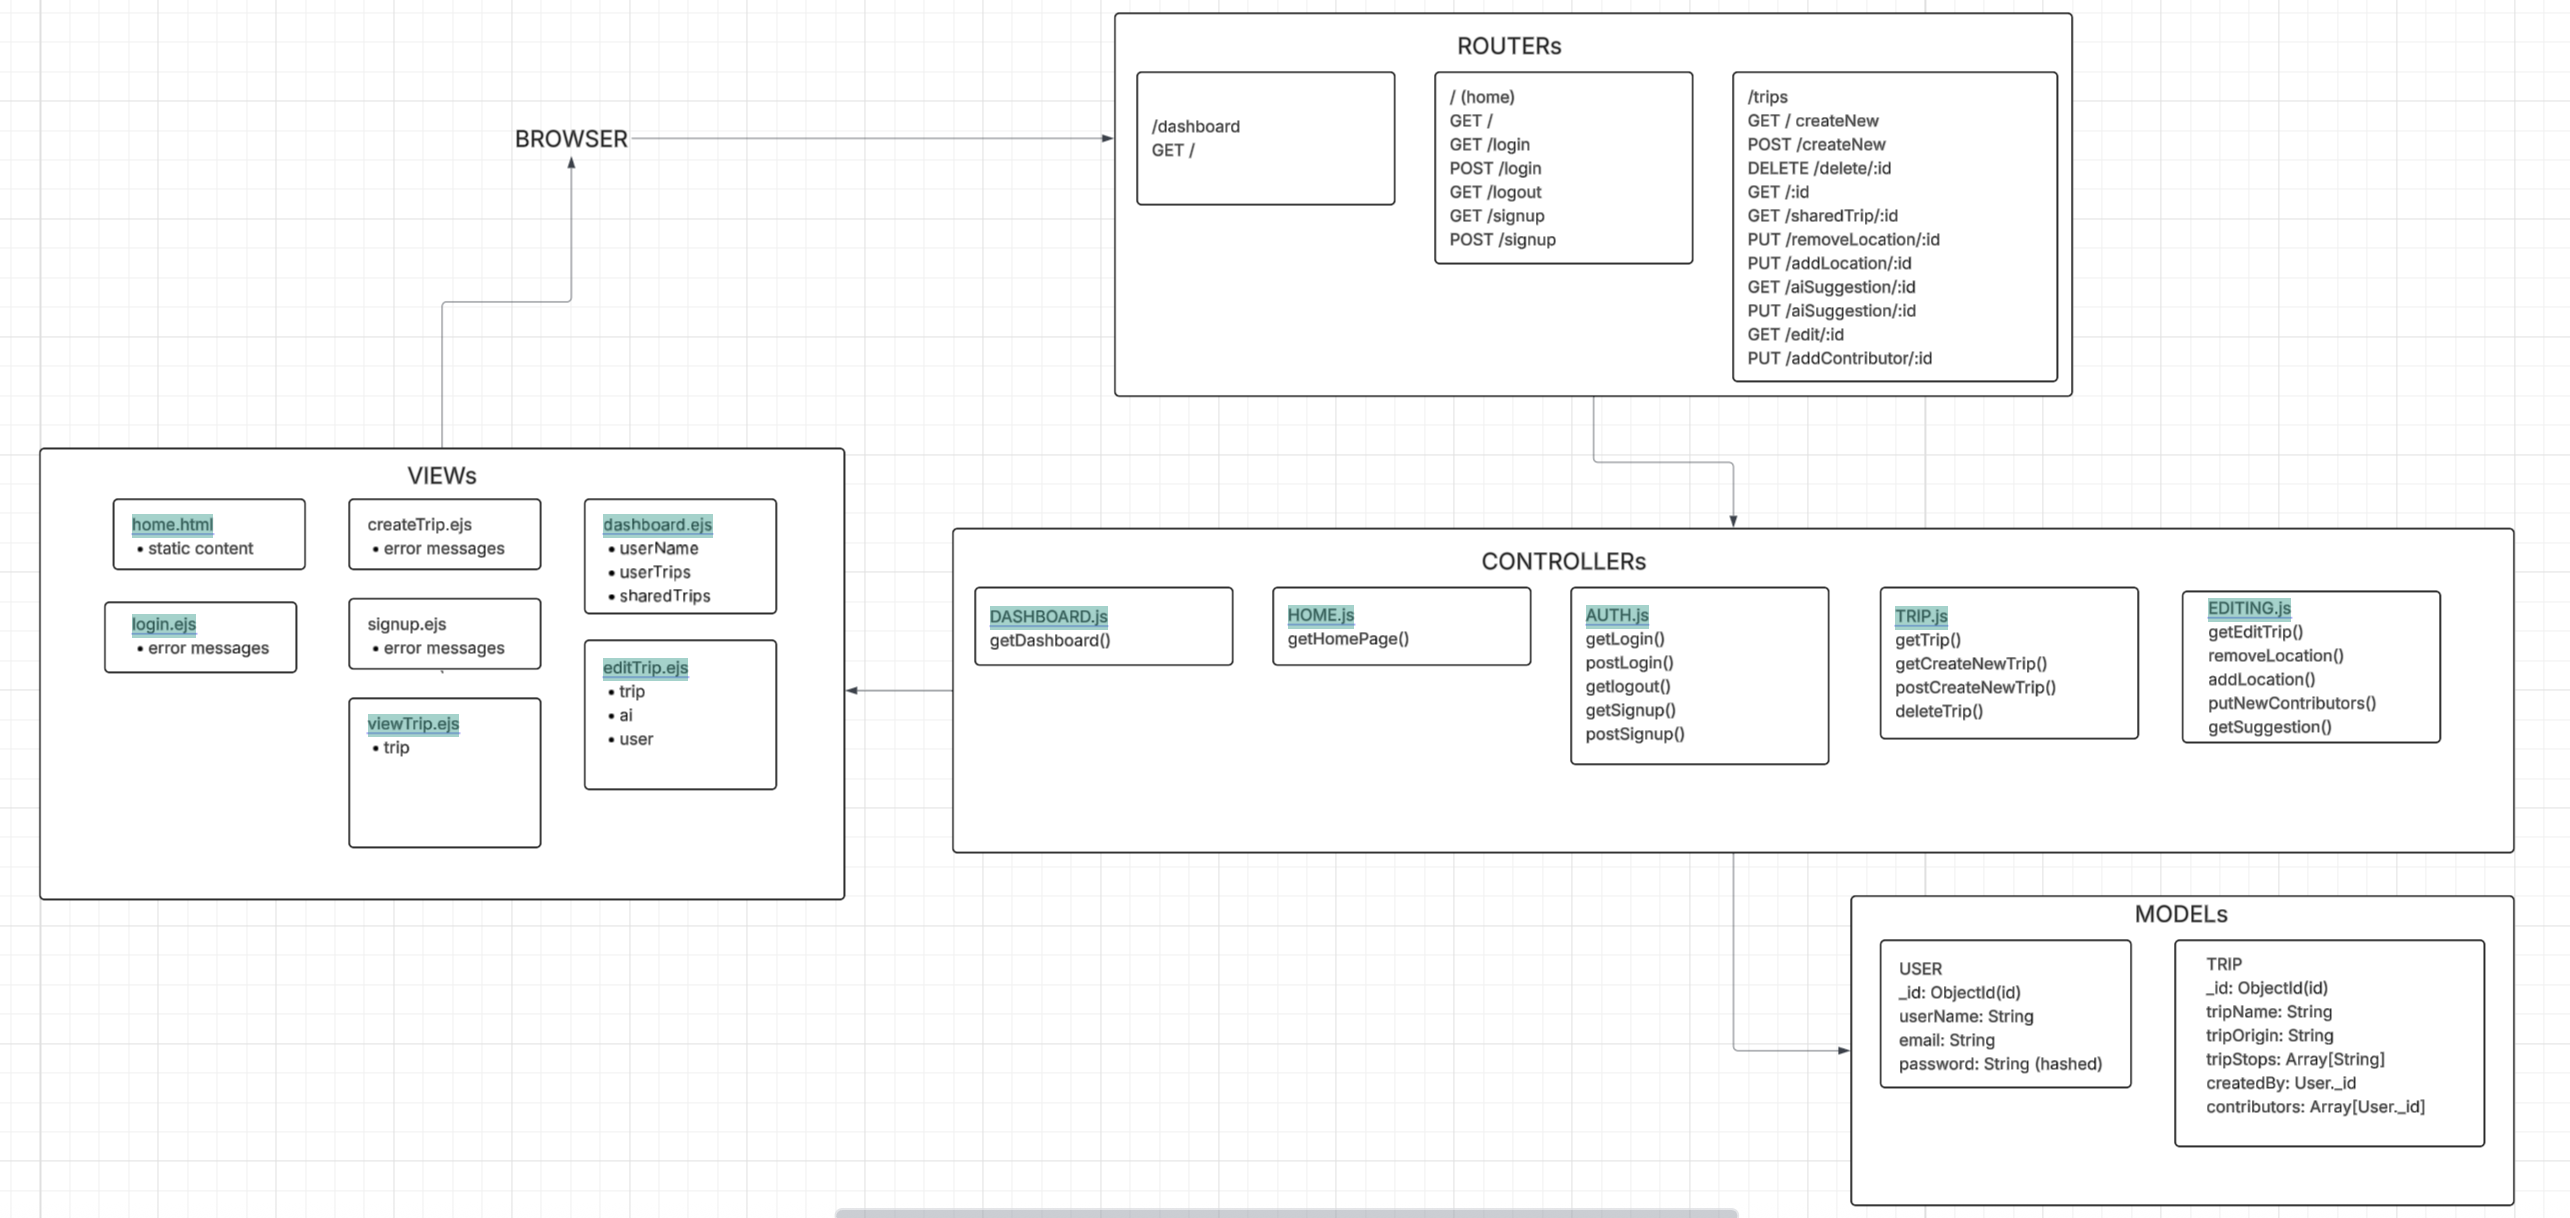 ROUTERs
/dashboard
GET /
/ (home)
GET /
GET /login
POST /login
GET /logout
GET /signup
POST /signup
/trips
GET / createNew
POST /createNew
DELETE /delete/:id
GET /:id
GET /sharedTrip/:id
PUT /removeLocation/:id
PUT /addLocation/:id
GET /aiSuggestion/:id
PUT /aiSuggestion/:id
GET /edit/:id
PUT /addContributor/:id
BROWSER
VIEWs
home.html
• static content
createTrip.ejs
• error messages
dashboard.ejs
• userName
• userTrips
• sharedTrips
login.ejs
• error messages
signup.ejs
• error messages
editTrip.ejs
• trip
• ai
• user
viewTrip.ejs
• trip
CONTROLLERs
DASHBOARD.js
getDashboard()
HOME.js
getHomePage()
AUTH.js
getLogin()
postLogin()
getlogout()
getSignup()
postSignup()
TRIP.js
getTrip()
getCreateNewTrip()
postCreateNewTrip()
deleteTrip()
EDITING.js
getEditTrip()
removeLocation()
addLocation()
putNewContributors()
getSuggestion()
MODELs
USER
_id: ObjectId(id)
userName: String
email: String
password: String (hashed)
TRIP
_id: ObjectId(id)
tripName: String
tripOrigin: String
tripStops: Array[String]
createdBy: User._id
contributors: Array[User._id]